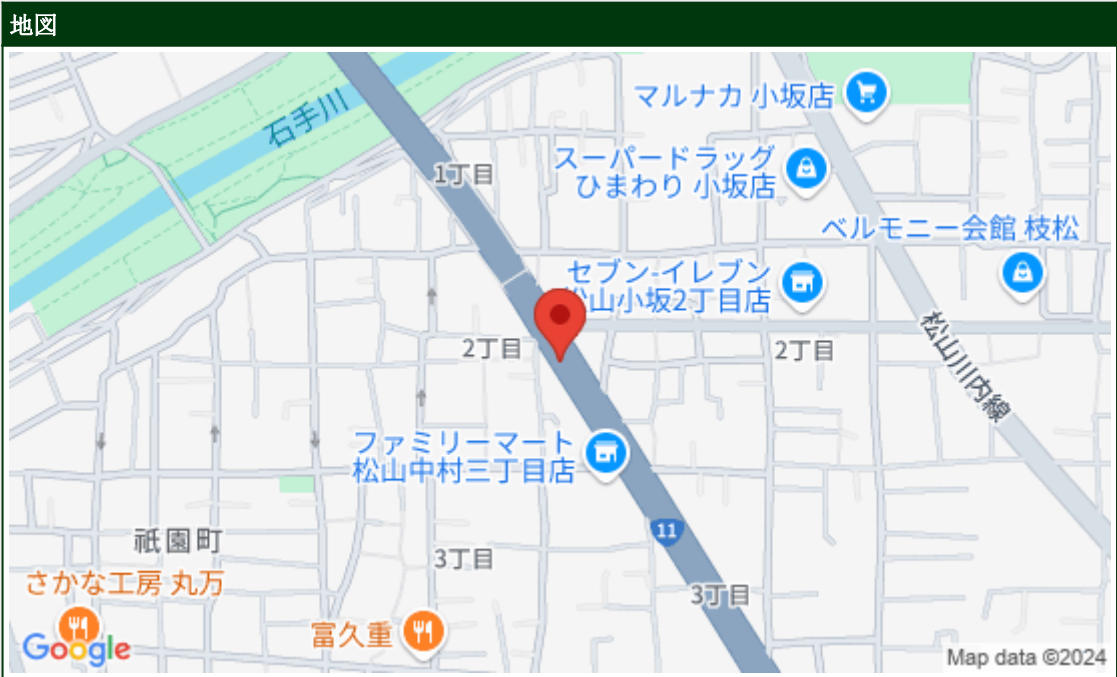 地図
石手川
マルナカ 小坂店
1丁目
スーパードラッグ
ひまわり 小坂店
ベルモニー会館 枝松
セブン-イレブン
松山小坂2丁目店
2丁目
2丁目
松山川内線
ファミリーマート
松山中村三丁目店
11
祇園町
3丁目
さかな工房 丸万
3丁目
富久重
Google
Map data ©2024